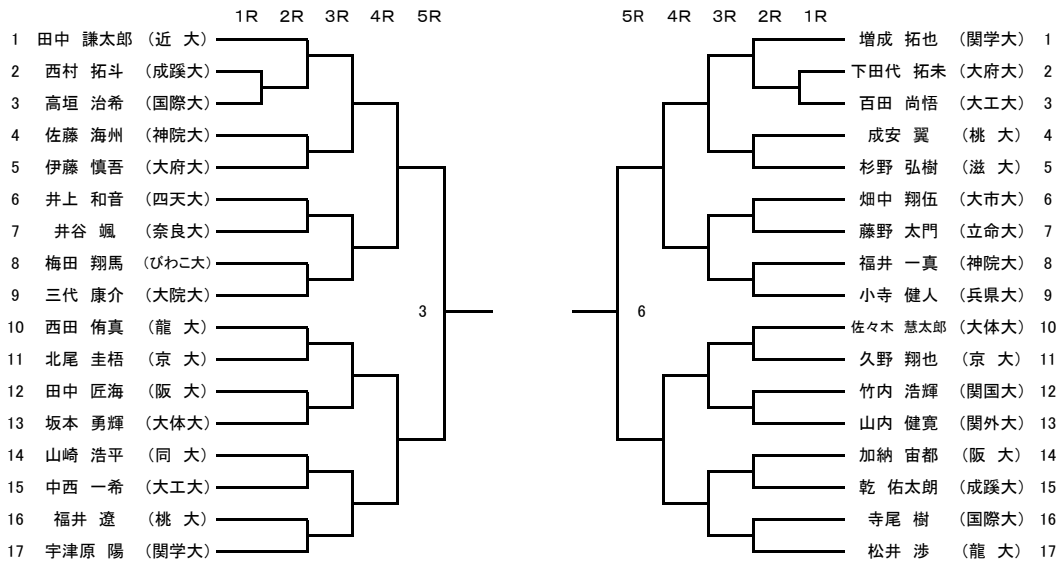 1R 2R 3R 4R 5R
1 田中 謙太郎 (近 大)
2 西村 拓斗 (成蹊大)
3 高垣 治希 (国際大)
4 佐藤 海州 (神院大)
5 伊藤 慎吾 (大府大)
6 井上 和音 (四天大)
7 井谷 颯 (奈良大)
8 梅田 翔馬 (びわこ大)
9 三代 康介 (大院大)
3
10 西田 侑真 (龍 大)
11 北尾 圭梧 (京 大)
12 田中 匠海 (阪 大)
13 坂本 勇輝 (大体大)
14 山崎 浩平 (同 大)
15 中西 一希 (大工大)
16 福井 遼 (桃 大)
17 宇津原 陽 (関学大)
5R 4R 3R 2R 1R
増成 拓也 (関学大) 1
下田代 拓未 (大府大) 2
百田 尚悟 (大工大) 3
成安 翼 (桃 大) 4
杉野 弘樹 (滋 大) 5
畑中 翔伍 (大市大) 6
藤野 太門 (立命大) 7
福井 一真 (神院大) 8
小寺 健人 (兵県大) 9
6
佐々木 慧太郎 (大体大) 10
久野 翔也 (京 大) 11
竹内 浩輝 (関国大) 12
山内 健寛 (関外大) 13
加納 宙都 (阪 大) 14
乾 佑太朗 (成蹊大) 15
寺尾 樹 (国際大) 16
松井 渉 (龍 大) 17